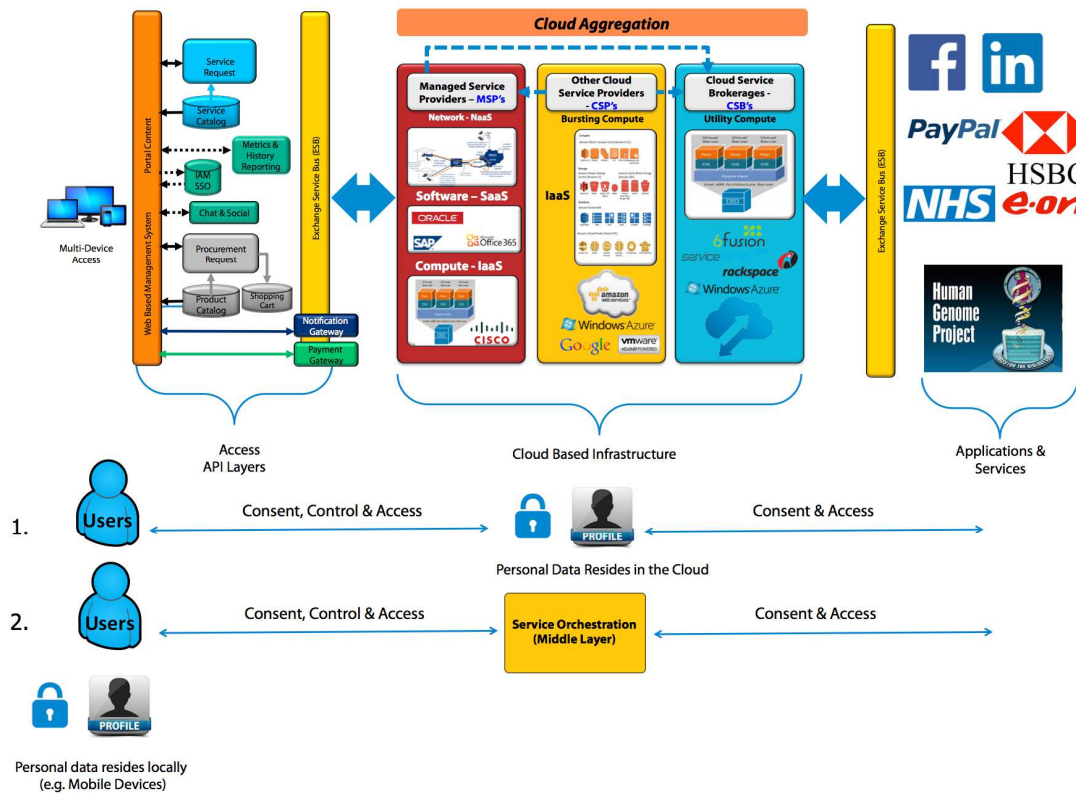 Cloud Aggregation
Portal Content
Web Based Management System
Service
Request
Service
Catalog
Metrics &
History
Reporting
IAM
SSO
Chat & Social
Procurement
Request
Product
Catalog
Shopping
Cart
Notification
Gateway
Payment
Gateway
Exchange Service Bus (ESB)
Multi-Device
Access
Managed Service
Providers – MSP's
Network - NaaS
Software – SaaS
ORACLE
SAP
Microsoft
Office 365
Compute - IaaS
CISCO
Other Cloud
Service Providers
- CSP's
Bursting Compute
IaaS
amazon
webservices
Windows Azure
Google
vmware
vCLOUD POWERED
Cloud Service
Brokerages -
CSB's
Utility Compute
6fusion
service
rackspace
Windows Azure
Exchange Service Bus (ESB)
f
in
PayPal
HSBC
NHS
e·on
Human
Genome
Project
Access
API Layers
Cloud Based Infrastructure
Applications &
Services
1.
Users
Consent, Control & Access
PROFILE
Consent & Access
Personal Data Resides in the Cloud
2.
Users
Consent, Control & Access
Service Orchestration
(Middle Layer)
Consent & Access
PROFILE
Personal data resides locally
(e.g. Mobile Devices)